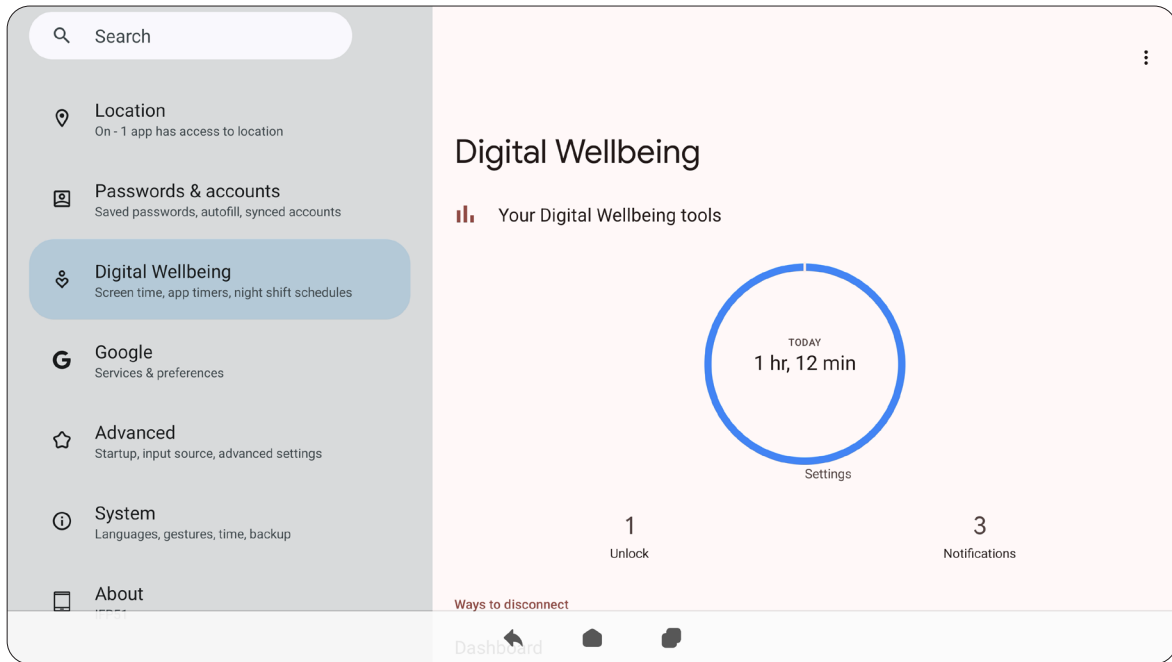 Search
Location
On - 1 app has access to location
Passwords & accounts
Saved passwords, autofill, synced accounts
Digital Wellbeing
Screen time, app timers, night shift schedules
Google
Services & preferences
Advanced
Startup, input source, advanced settings
System
Languages, gestures, time, backup
About
IFP51
Digital Wellbeing
Your Digital Wellbeing tools
TODAY
1 hr, 12 min
Settings
1
Unlock
3
Notifications
Ways to disconnect
Dashboard